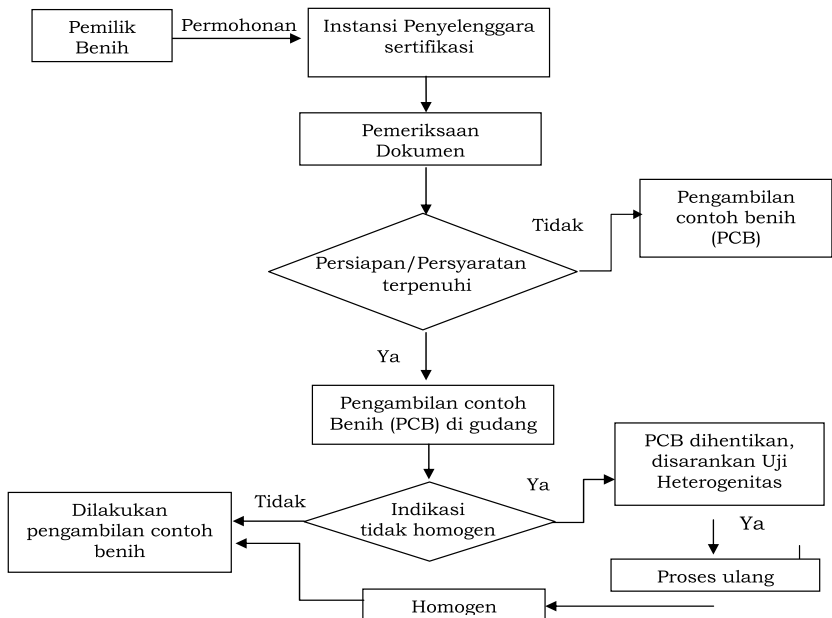 Pemilik
Benih
Permohonan
Instansi Penyelenggara
sertifikasi
Pemeriksaan
Dokumen
Persiapan/Persyaratan
terpenuhi
Tidak
Pengambilan
contoh benih
(PCB)
Ya
Pengambilan contoh
Benih (PCB) di gudang
Indikasi
tidak homogen
Ya
PCB dihentikan,
disarankan Uji
Heterogenitas
Tidak
Dilakukan
pengambilan contoh
benih
Ya
Proses ulang
Homogen